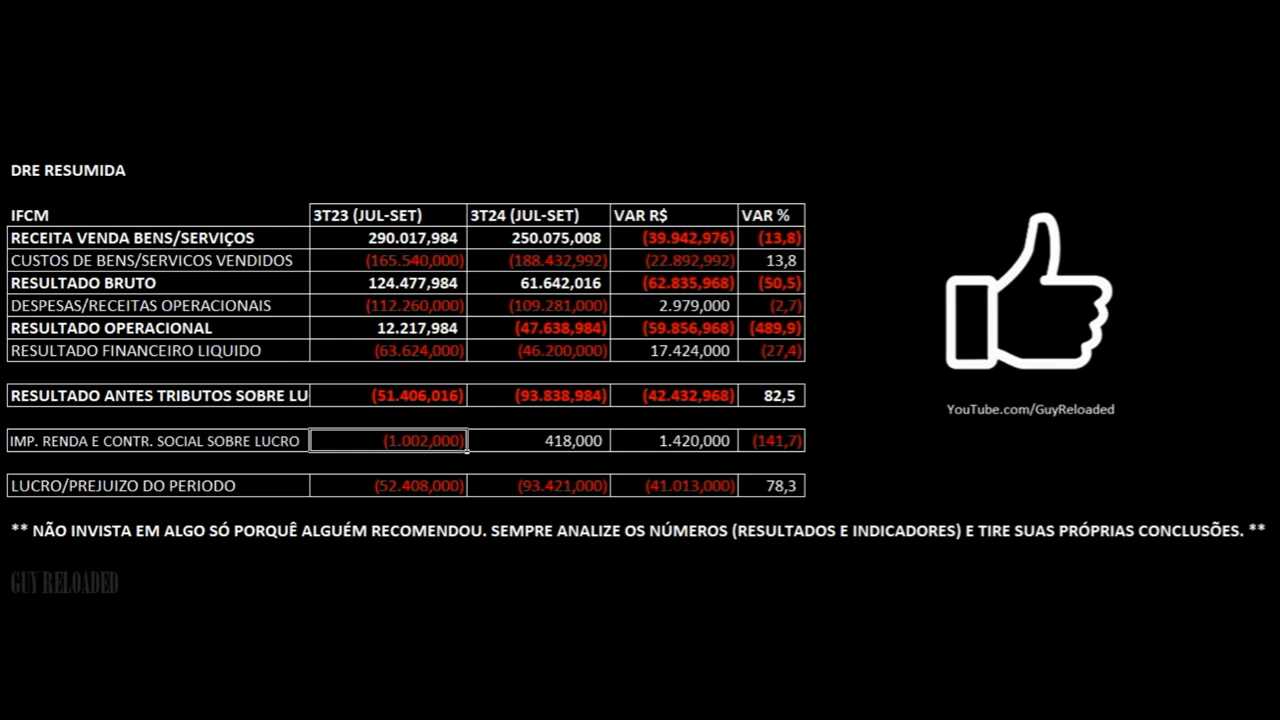 DRE RESUMIDA
IFCM 3T23 (JUL-SET) 3T24 (JUL-SET) VAR R$ VAR %
RECEITA VENDA BENS/SERVIÇOS 290.017,984 250.075,008 (39.942,976) (13,8)
CUSTOS DE BENS/SERVICOS VENDIDOS (165.540,000) (188.432,992) (22.892,992) 13,8
RESULTADO BRUTO 124.477,984 61.642,016 (62.835,968) (50,5)
DESPESAS/RECEITAS OPERACIONAIS (112.260,000) (109.281,000) 2.979,000 (2,7)
RESULTADO OPERACIONAL 12.217,984 (47.638,984) (59.856,968) (489,9)
RESULTADO FINANCEIRO LIQUIDO (63.624,000) (46.200,000) 17.424,000 (27,4)
RESULTADO ANTES TRIBUTOS SOBRE LU (51.406,016) (93.838,984) (42.432,968) 82,5
IMP. RENDA E CONTR. SOCIAL SOBRE LUCRO (1.002,000) 418,000 1.420,000 (141,7)
LUCRO/PREJUIZO DO PERIODO (52.408,000) (93.421,000) (41.013,000) 78,3
YouTube.com/GuyReloaded
** NÃO INVISTA EM ALGO SÓ PORQUÊ ALGUÉM RECOMENDOU. SEMPRE ANALIZE OS NÚMEROS (RESULTADOS E INDICADORES) E TIRE SUAS PRÓPRIAS CONCLUSÕES. **
GUY RELOADED